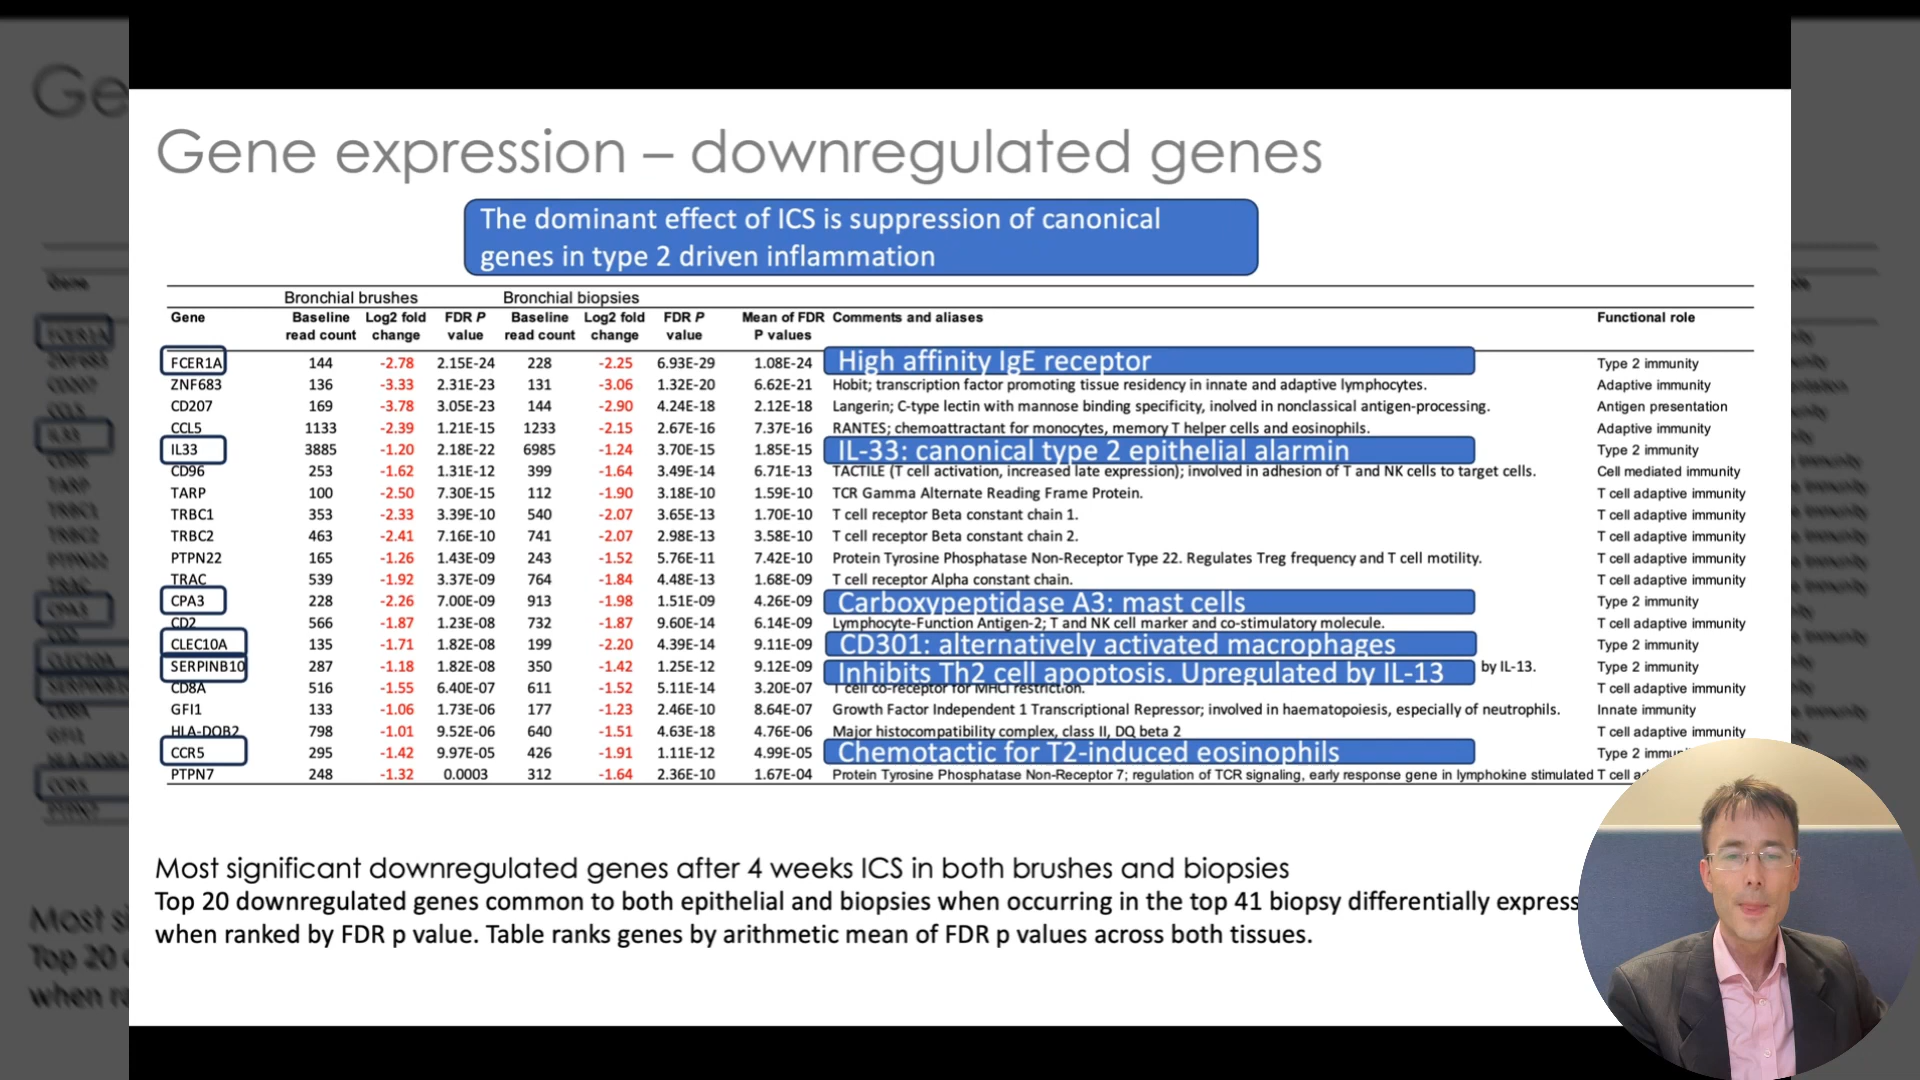 Gene expression – downregulated genes
The dominant effect of ICS is suppression of canonical
genes in type 2 driven inflammation
Bronchial brushes Bronchial biopsies
Gene Baseline read count Log2 fold change FDR P value Baseline read count Log2 fold change FDR P value Mean of FDR P values Comments and aliases Functional role
FCER1A 144 -2.78 2.15E-24 228 -2.25 6.93E-29 1.08E-24 High affinity IgE receptor Type 2 immunity
ZNF683 136 -3.33 2.31E-23 131 -3.06 1.32E-20 6.62E-21 Hobit; transcription factor promoting tissue residency in innate and adaptive lymphocytes. Adaptive immunity
CD207 169 -3.78 3.05E-23 144 -2.90 4.24E-18 2.12E-18 Langerin; C-type lectin with mannose binding specificity, inolved in nonclassical antigen-processing. Antigen presentation
CCL5 1133 -2.39 1.21E-15 1233 -2.15 2.67E-16 7.37E-16 RANTES; chemoattractant for monocytes, memory T helper cells and eosinophils. Adaptive immunity
IL33 3885 -1.20 2.18E-22 6985 -1.24 3.70E-15 1.85E-15 IL-33: canonical type 2 epithelial alarmin Type 2 immunity
CD96 253 -1.62 1.31E-12 399 -1.64 3.49E-14 6.71E-13 TACTILE (T cell activation, increased late expression); involved in adhesion of T and NK cells to target cells. Cell mediated immunity
TARP 100 -2.50 7.30E-15 112 -1.90 3.18E-10 1.59E-10 TCR Gamma Alternate Reading Frame Protein. T cell adaptive immunity
TRBC1 353 -2.33 3.39E-10 540 -2.07 3.65E-13 1.70E-10 T cell receptor Beta constant chain 1. T cell adaptive immunity
TRBC2 463 -2.41 7.16E-10 741 -2.07 2.98E-13 3.58E-10 T cell receptor Beta constant chain 2. T cell adaptive immunity
PTPN22 165 -1.26 1.43E-09 243 -1.52 5.76E-11 7.42E-10 Protein Tyrosine Phosphatase Non-Receptor Type 22. Regulates Treg frequency and T cell motility. T cell adaptive immunity
TRAC 539 -1.92 3.37E-09 764 -1.84 4.48E-13 1.68E-09 T cell receptor Alpha constant chain. T cell adaptive immunity
CPA3 228 -2.26 7.00E-09 913 -1.98 1.51E-09 4.26E-09 Carboxypeptidase A3: mast cells Type 2 immunity
CD2 566 -1.87 1.23E-08 732 -1.87 9.60E-14 6.14E-09 Lymphocyte-Function Antigen-2; T and NK cell marker and co-stimulatory molecule. T cell adaptive immunity
CLEC10A 135 -1.71 1.82E-08 199 -2.20 4.39E-14 9.11E-09 CD301: alternatively activated macrophages Type 2 immunity
SERPINB10 287 -1.18 1.82E-08 350 -1.42 1.25E-12 9.12E-09 Inhibits Th2 cell apoptosis. Upregulated by IL-13 by IL-13. Type 2 immunity
CD8A 516 -1.55 6.40E-07 611 -1.52 5.11E-14 3.20E-07 T cell co-receptor for MHCI restriction. T cell adaptive immunity
GFI1 133 -1.06 1.73E-06 177 -1.23 2.46E-10 8.64E-07 Growth Factor Independent 1 Transcriptional Repressor; involved in haematopoiesis, especially of neutrophils. Innate immunity
HLA-DOB2 798 -1.01 9.52E-06 640 -1.51 4.63E-18 4.76E-06 Major histocompatibility complex, class II, DQ beta 2 T cell adaptive immunity
CCR5 295 -1.42 9.97E-05 426 -1.91 1.11E-12 4.99E-05 Chemotactic for T2-induced eosinophils Type 2
PTPN7 248 -1.32 0.0003 312 -1.64 2.36E-10 1.67E-04 Protein Tyrosine Phosphatase Non-Receptor 7; regulation of TCR signaling, early response gene in lymphokine stimulated T cell
Most significant downregulated genes after 4 weeks ICS in both brushes and biopsies
Top 20 downregulated genes common to both epithelial and biopsies when occurring in the top 41 biopsy differentially express
when ranked by FDR p value. Table ranks genes by arithmetic mean of FDR p values across both tissues.